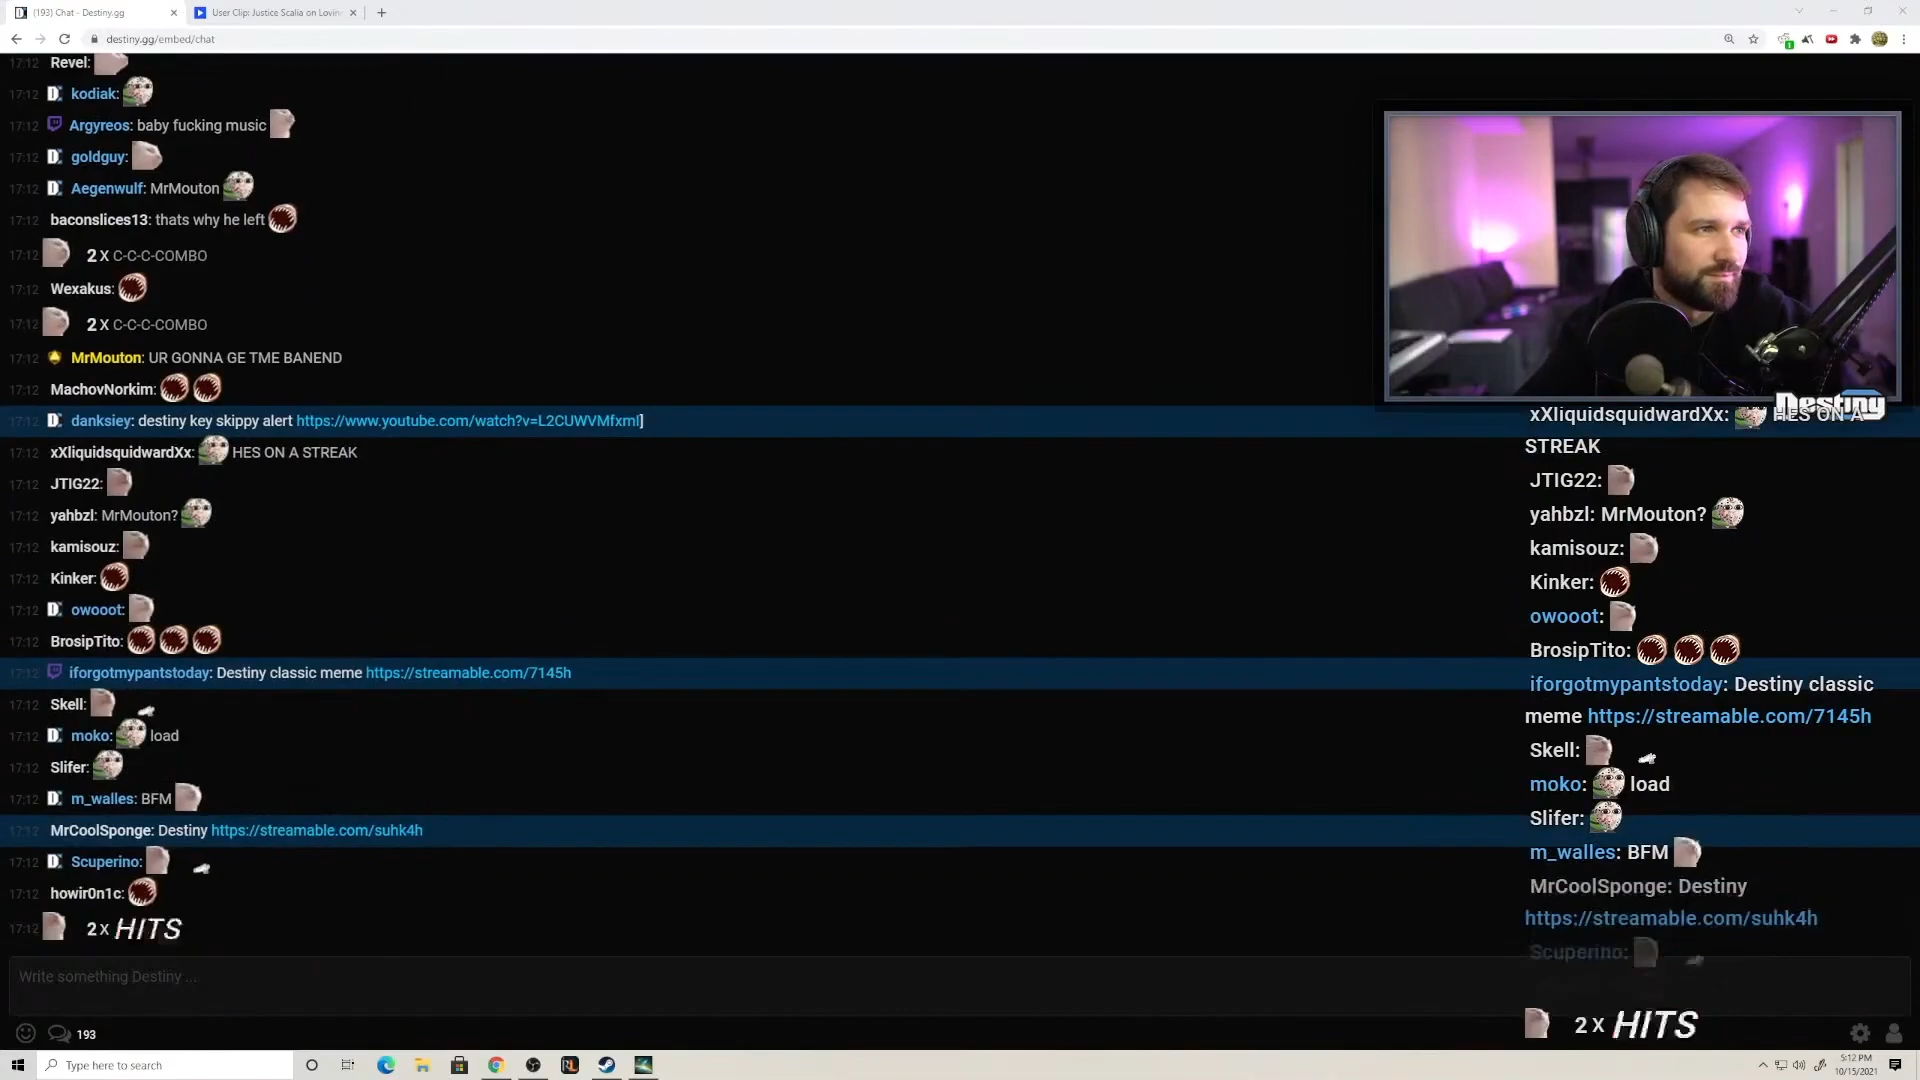 (193) Chat - Destiny.gg
User Clip: Justice Scalia on Lovin
destiny.gg/embed/chat
17:12 Revel:
17:12 kodiak:
17:12 Argyreos: baby fucking music
17:12 goldguy:
17:12 Aegenwulf: MrMouton
17:12 baconslices13: thats why he left
17:12 2 X C-C-C-COMBO
17:12 Wexakus:
17:12 2 X C-C-C-COMBO
17:12 MrMouton: UR GONNA GE TME BANEND
17:12 MachovNorkim:
17:12 danksiey: destiny key skippy alert https://www.youtube.com/watch?v=L2CUWVMfxmI]
17:12 xXliquidsquidwardXx: HES ON A STREAK
17:12 JTIG22:
17:12 yahbzl: MrMouton?
17:12 kamisouz:
17:12 Kinker:
17:12 owooot:
17:12 BrosipTito:
17:12 iforgotmypantstoday: Destiny classic meme https://streamable.com/7145h
17:12 Skell:
17:12 moko: load
17:12 Slifer:
17:12 m_walles: BFM
17:12 MrCoolSponge: Destiny https://streamable.com/suhk4h
17:12 Scuperino:
17:12 howir0n1c:
17:12 2 X HITS
Write something Destiny ...
193
Destiny
xXliquidsquidwardXx: HES ON A
STREAK
JTIG22:
yahbzl: MrMouton?
kamisouz:
Kinker:
owooot:
BrosipTito:
iforgotmypantstoday: Destiny classic
meme https://streamable.com/7145h
Skell:
moko: load
Slifer:
m_walles: BFM
MrCoolSponge: Destiny
https://streamable.com/suhk4h
Scuperino:
2 X HITS
Type here to search
5:12 PM
10/15/2021